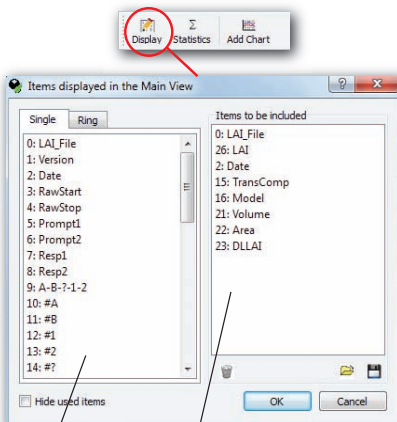 Display Statistics Add Chart
Items displayed in the Main View
Single Ring
0: LAI_File
1: Version
2: Date
3: RawStart
4: RawStop
5: Prompt1
6: Prompt2
7: Resp1
8: Resp2
9: A-B-?-1-2
10: #A
11: #B
12: #1
13: #2
14: #?
Hide used items
Items to be included
0: LAI_File
26: LAI
2: Date
15: TransComp
16: Model
21: Volume
22: Area
23: DLLAI
OK Cancel